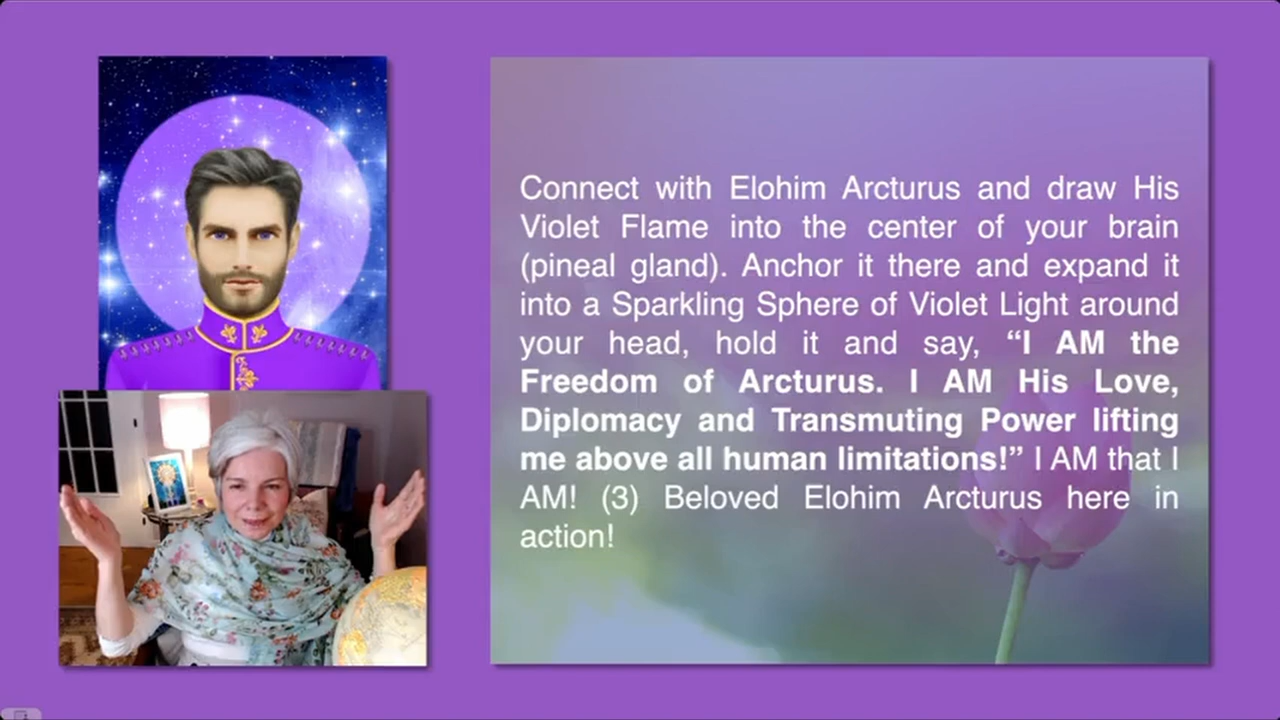 Connect with Elohim Arcturus and draw His
Violet Flame into the center of your brain
(pineal gland). Anchor it there and expand it
into a Sparkling Sphere of Violet Light around
your head, hold it and say, “I AM the
Freedom of Arcturus. I AM His Love,
Diplomacy and Transmuting Power lifting
me above all human limitations!” I AM that I
AM! (3) Beloved Elohim Arcturus here in
action!